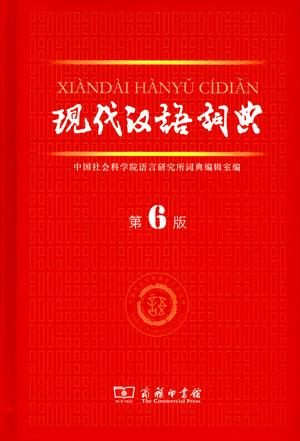 XIÀNDÀI HÀNYǓ CÍDIǍN
现代汉语词典
中国社会科学院语言研究所词典编辑室编
第6版
商务印书馆
The Commercial Press